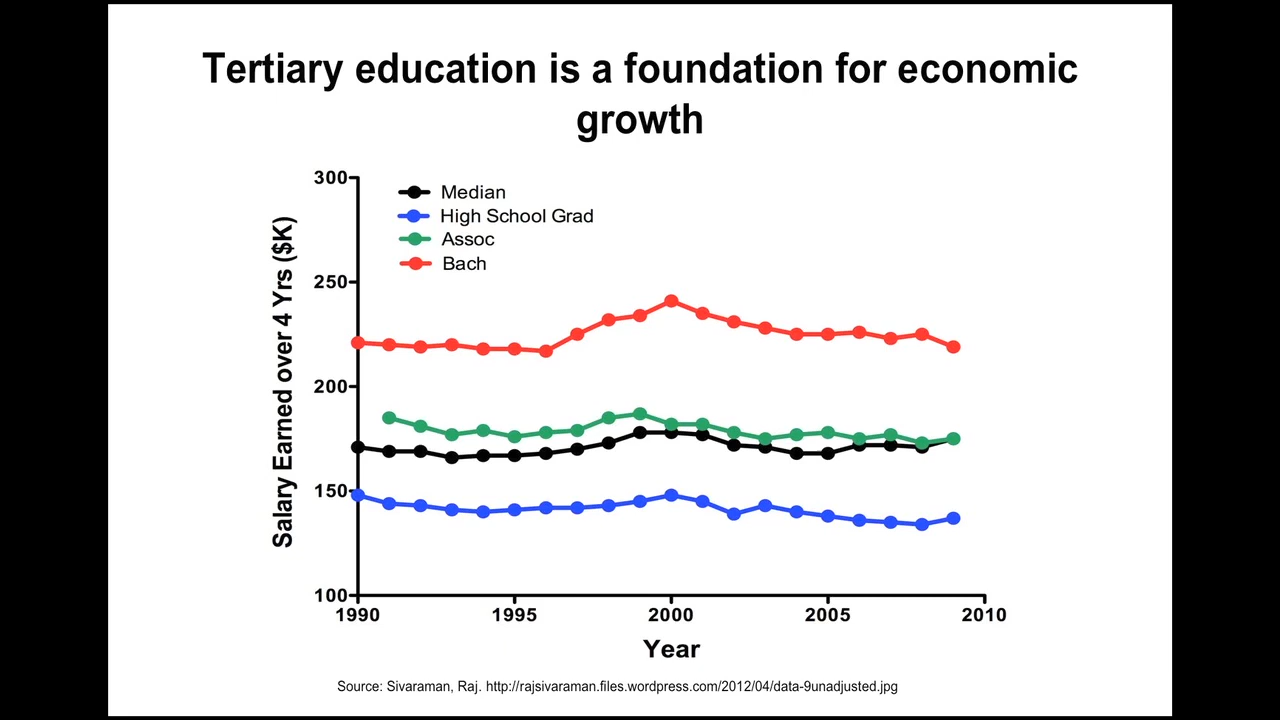 Tertiary education is a foundation for economic
growth
Salary Earned over 4 Yrs ($K)
300
250
200
150
100
Median
High School Grad
Assoc
Bach
1990
1995
2000
2005
2010
Year
Source: Sivaraman, Raj. http://rajsivaraman.files.wordpress.com/2012/04/data-9unadjusted.jpg